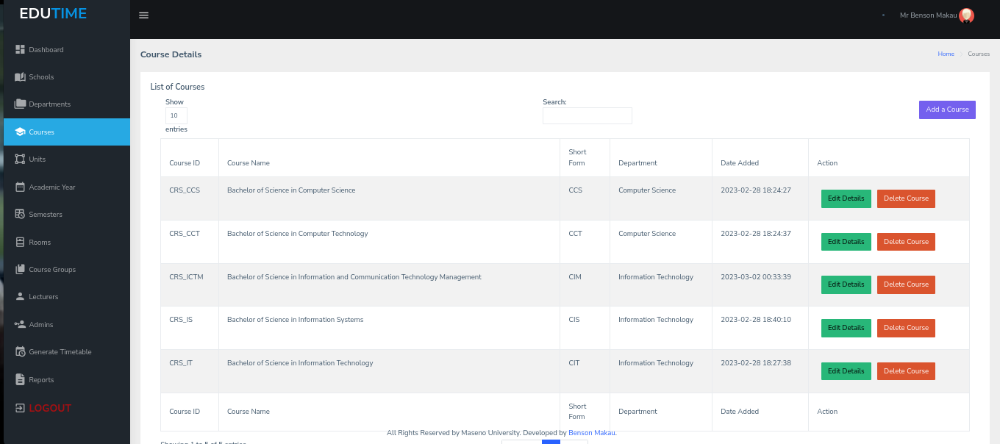 EDUTIME
Mr Benson Makau
Dashboard
Schools
Departments
Courses
Units
Academic Year
Semesters
Rooms
Course Groups
Lecturers
Admins
Generate Timetable
Reports
LOGOUT
Course Details
Home Courses
List of Courses
Show
10
entries
Search:
Add a Course
Course ID Course Name Short Form Department Date Added Action
CRS_CCS Bachelor of Science in Computer Science CCS Computer Science 2023-02-28 18:24:27 Edit Details Delete Course
CRS_CCT Bachelor of Science in Computer Technology CCT Computer Science 2023-02-28 18:24:37 Edit Details Delete Course
CRS_ICTM Bachelor of Science in Information and Communication Technology Management CIM Information Technology 2023-03-02 00:33:39 Edit Details Delete Course
CRS_IS Bachelor of Science in Information Systems CIS Information Technology 2023-02-28 18:40:10 Edit Details Delete Course
CRS_IT Bachelor of Science in Information Technology CIT Information Technology 2023-02-28 18:27:38 Edit Details Delete Course
Course ID Course Name Short Form Department Date Added Action
All Rights Reserved by Maseno University. Developed by Benson Makau.
Showing 1 to 5 of 5 entries